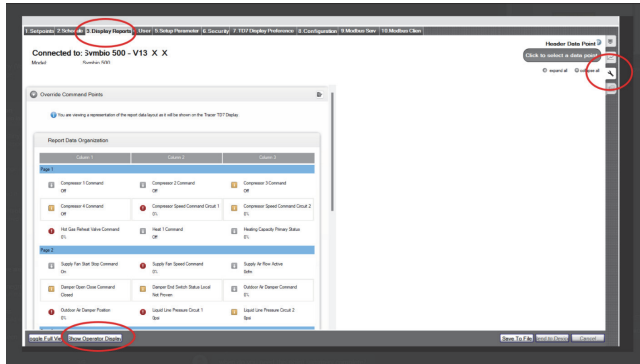 1.Setpoints 2.Schedule 3.Display Reports User 5.Setup Parameter 6.Security 7.TD7 Display Preference 8.Configuration 9.Modbus Serv 10.Modbus Clien
Header Data Point
Connected to: Symbio 500 - V13 X X
Click to select a data point
Model Symbio 500
expand all collapse all
Override Command Points
You are viewing a representation of the report data layout as it will be shown on the Tracer TD7 Display.
Report Data Organization
Column 1 Column 2 Column 3
Page 1
Compressor 1 Command Compressor 2 Command Compressor 3 Command
Off Off Off
Compressor 4 Command Compressor Speed Command Circuit 1 Compressor Speed Command Circuit 2
Off 0% 0%
Hot Gas Reheat Valve Command Heat 1 Command Heating Capacity Primary Status
0% Off 0%
Page 2
Supply Fan Start Stop Command Supply Fan Speed Command Supply Air Flow Active
On 0% 0cfm
Damper Open Close Command Damper End Switch Status Local Outdoor Air Damper Command
Closed Not Proven 0%
Outdoor Air Damper Position Liquid Line Pressure Circuit 1 Liquid Line Pressure Circuit 2
0% 0psi 0psi
oggle Full Vie Show Operator Display Save To File Send to Device Cancel